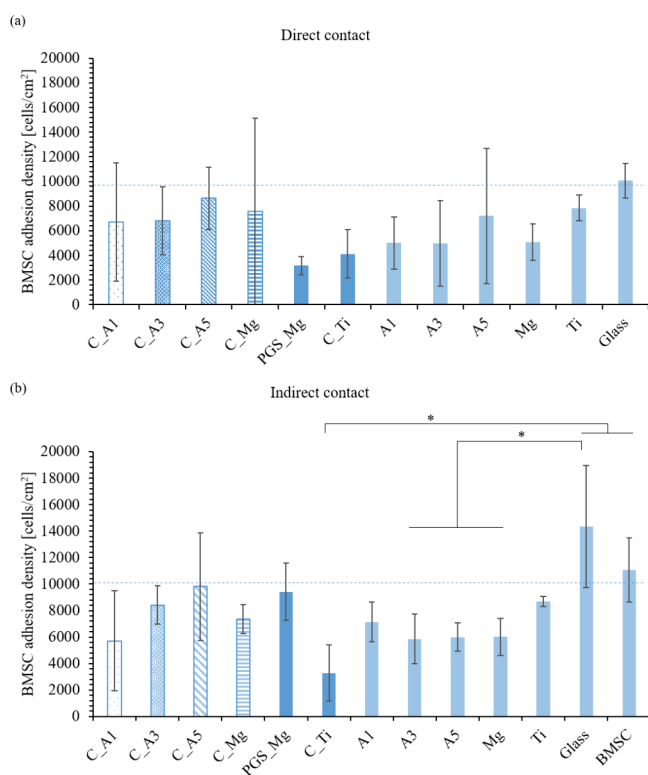 (a)
Direct contact
BMSC adhesion density [cells/cm²]
20000
18000
16000
14000
12000
10000
8000
6000
4000
2000
0
C_A1
C_A3
C_A5
C_Mg
PGS_Mg
C_Ti
A1
A3
A5
Mg
Ti
Glass
(b)
Indirect contact
*
*
BMSC adhesion density [cells/cm²]
20000
18000
16000
14000
12000
10000
8000
6000
4000
2000
0
C_A1
C_A3
C_A5
C_Mg
PGS_Mg
C_Ti
A1
A3
A5
Mg
Ti
Glass
BMSC